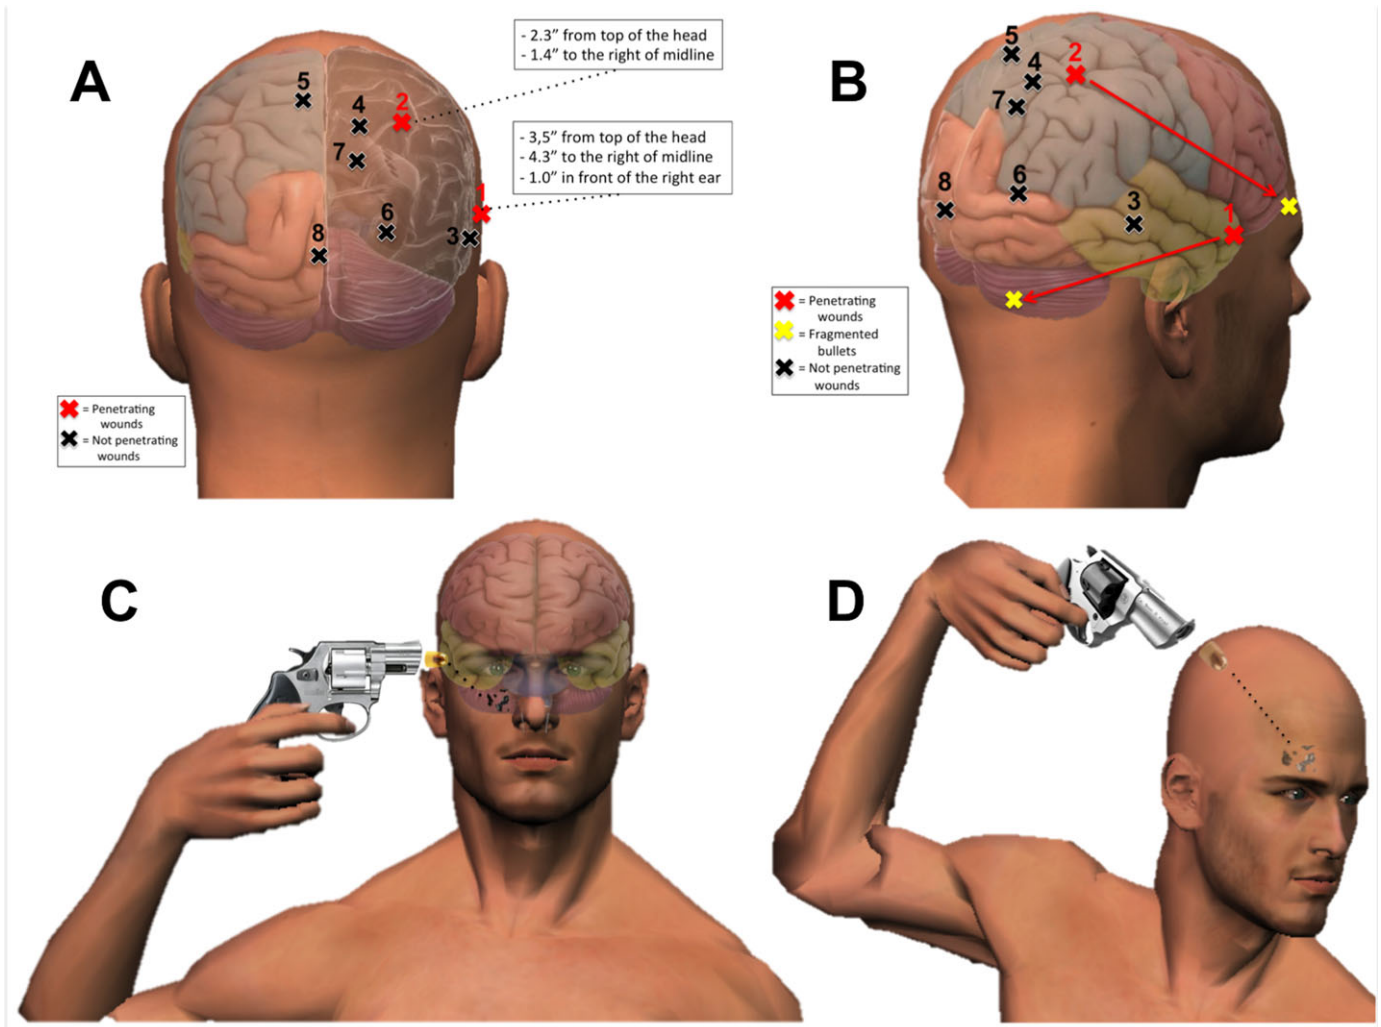 A
- 2.3” from top of the head
- 1.4” to the right of midline
- 3,5” from top of the head
- 4.3” to the right of midline
- 1.0” in front of the right ear
5
4
2
7
1
6
3
8
= Penetrating
wounds
= Not penetrating
wounds
B
5
4
2
7
6
8
3
1
= Penetrating
wounds
= Fragmented
bullets
= Not penetrating
wounds
C
D